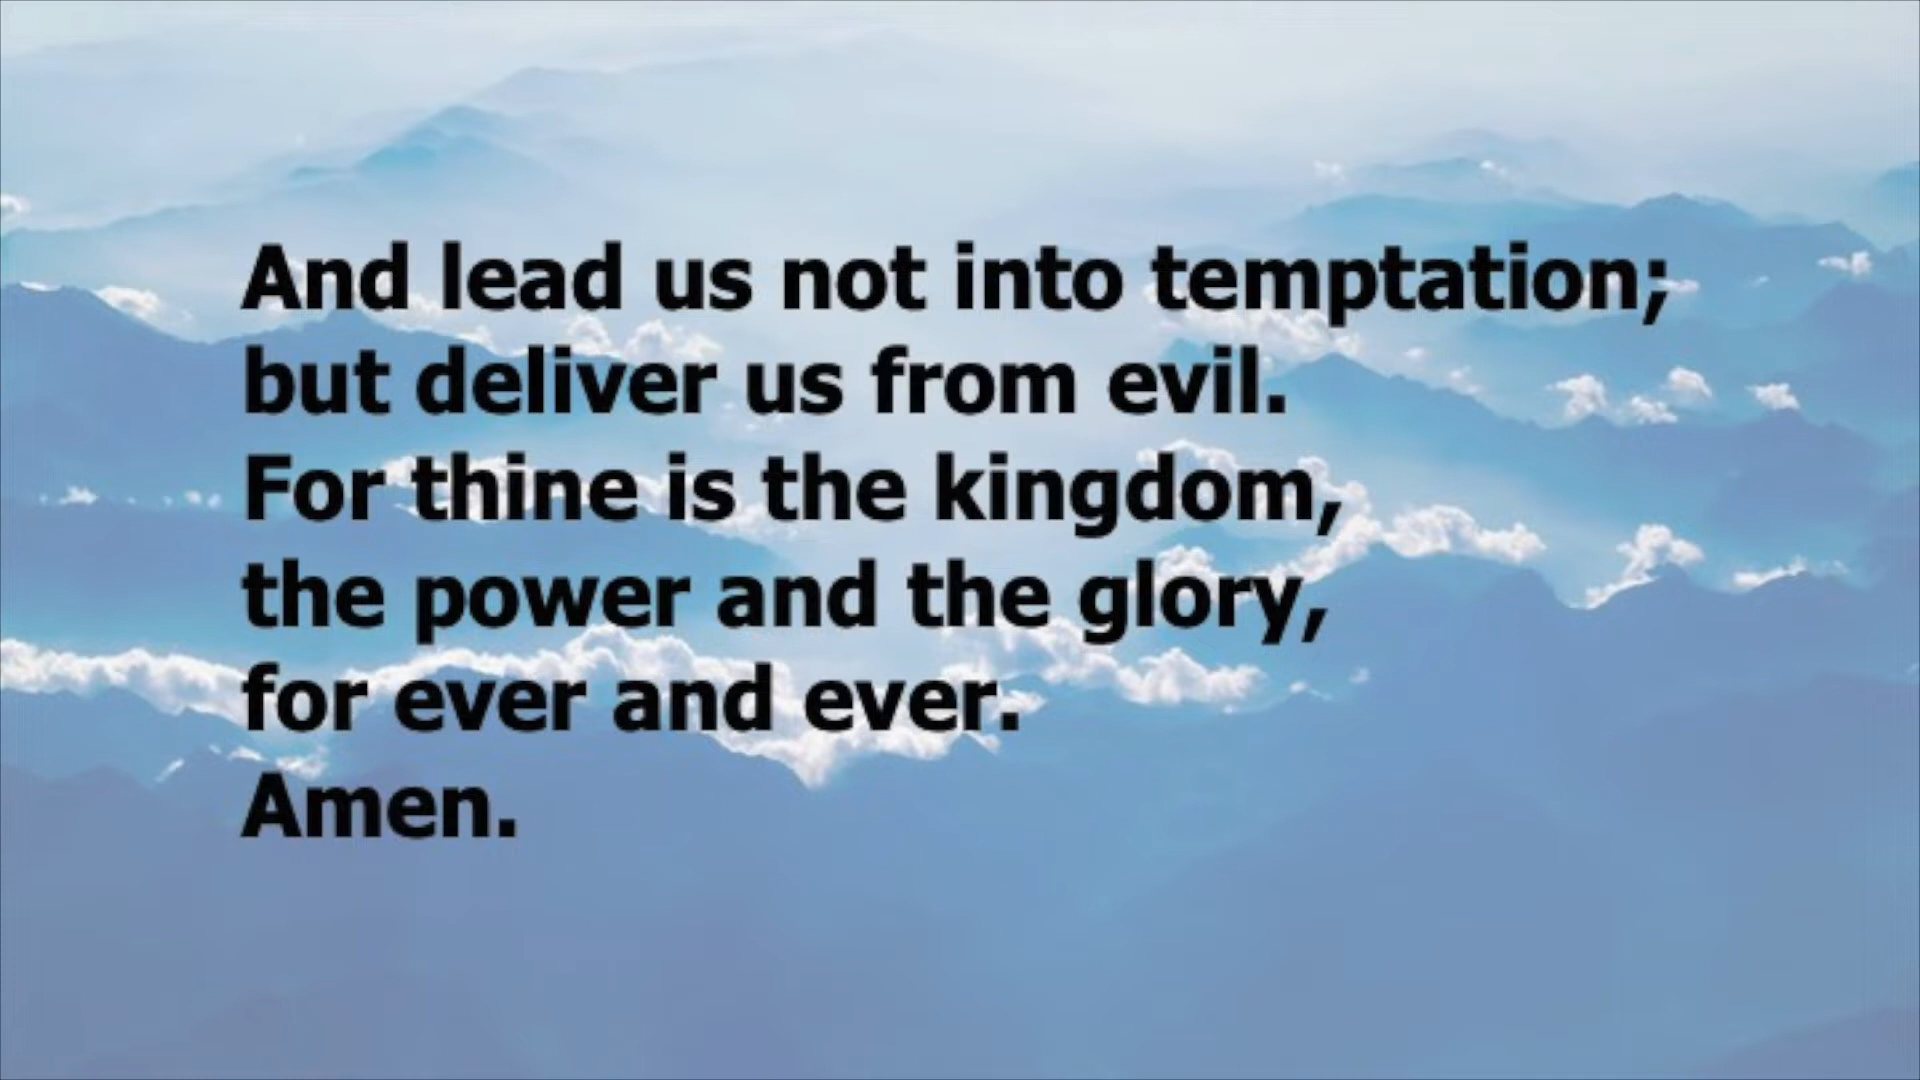 And lead us not into temptation;
but deliver us from evil.
For thine is the kingdom,
the power and the glory,
for ever and ever.
Amen.